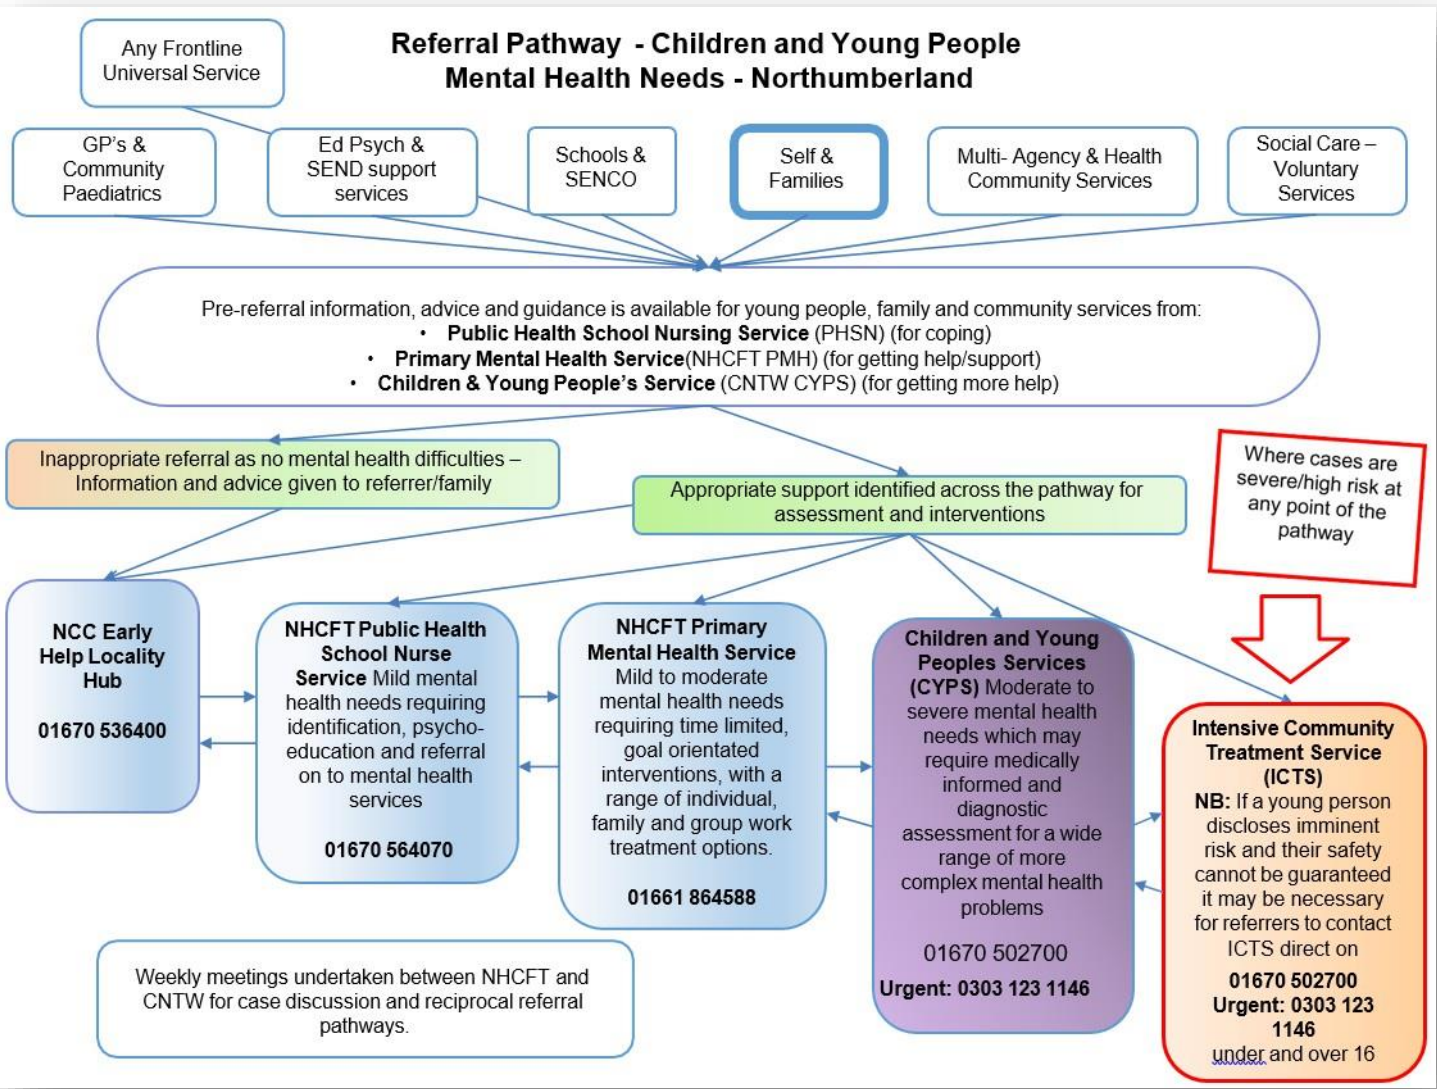 Referral Pathway - Children and Young People
Mental Health Needs - Northumberland
Any Frontline
Universal Service
GP's &
Community
Paediatrics
Ed Psych &
SEND support
services
Schools &
SENCO
Self &
Families
Multi- Agency & Health
Community Services
Social Care –
Voluntary
Services
Pre-referral information, advice and guidance is available for young people, family and community services from:
• Public Health School Nursing Service (PHSN) (for coping)
• Primary Mental Health Service(NHCFT PMH) (for getting help/support)
• Children & Young People's Service (CNTW CYPS) (for getting more help)
Inappropriate referral as no mental health difficulties –
Information and advice given to referrer/family
Appropriate support identified across the pathway for
assessment and interventions
Where cases are
severe/high risk at
any point of the
pathway
NCC Early
Help Locality
Hub
01670 536400
NHCFT Public Health
School Nurse
Service Mild mental
health needs requiring
identification, psycho-
education and referral
on to mental health
services
01670 564070
NHCFT Primary
Mental Health Service
Mild to moderate
mental health needs
requiring time limited,
goal orientated
interventions, with a
range of individual,
family and group work
treatment options.
01661 864588
Children and Young
Peoples Services
(CYPS) Moderate to
severe mental health
needs which may
require medically
informed and
diagnostic
assessment for a wide
range of more
complex mental health
problems
01670 502700
Urgent: 0303 123 1146
Intensive Community
Treatment Service
(ICTS)
NB: If a young person
discloses imminent
risk and their safety
cannot be guaranteed
it may be necessary
for referrers to contact
ICTS direct on
01670 502700
Urgent: 0303 123
1146
under and over 16
Weekly meetings undertaken between NHCFT and
CNTW for case discussion and reciprocal referral
pathways.